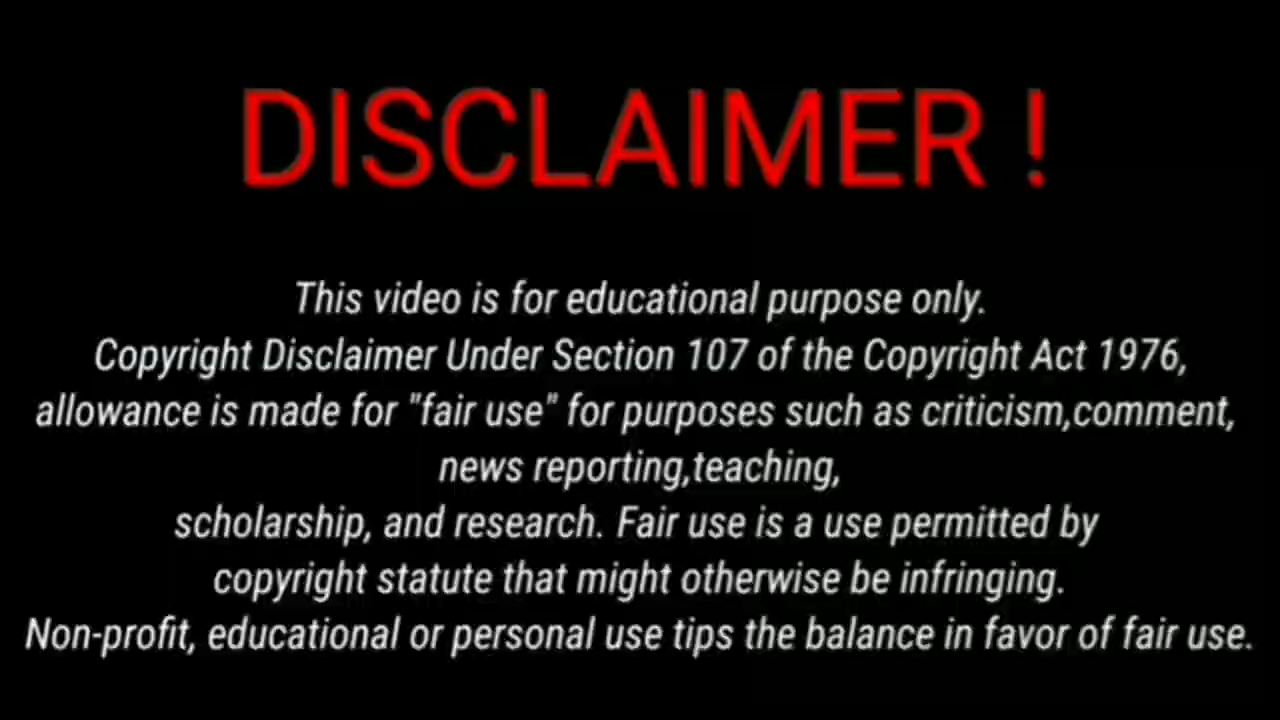 DISCLAIMER !
This video is for educational purpose only.
Copyright Disclaimer Under Section 107 of the Copyright Act 1976,
allowance is made for "fair use" for purposes such as criticism,comment,
news reporting,teaching,
scholarship, and research. Fair use is a use permitted by
copyright statute that might otherwise be infringing.
Non-profit, educational or personal use tips the balance in favor of fair use.